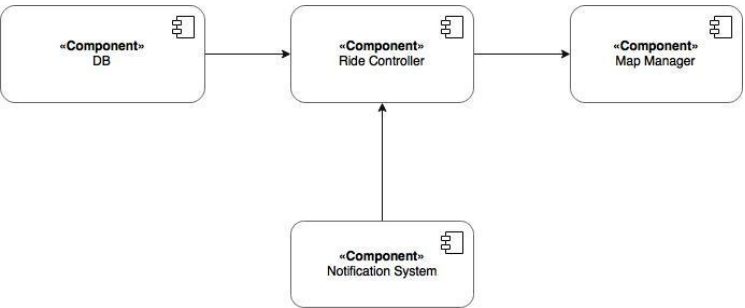 «Component»
DB
«Component»
Ride Controller
«Component»
Map Manager
«Component»
Notification System